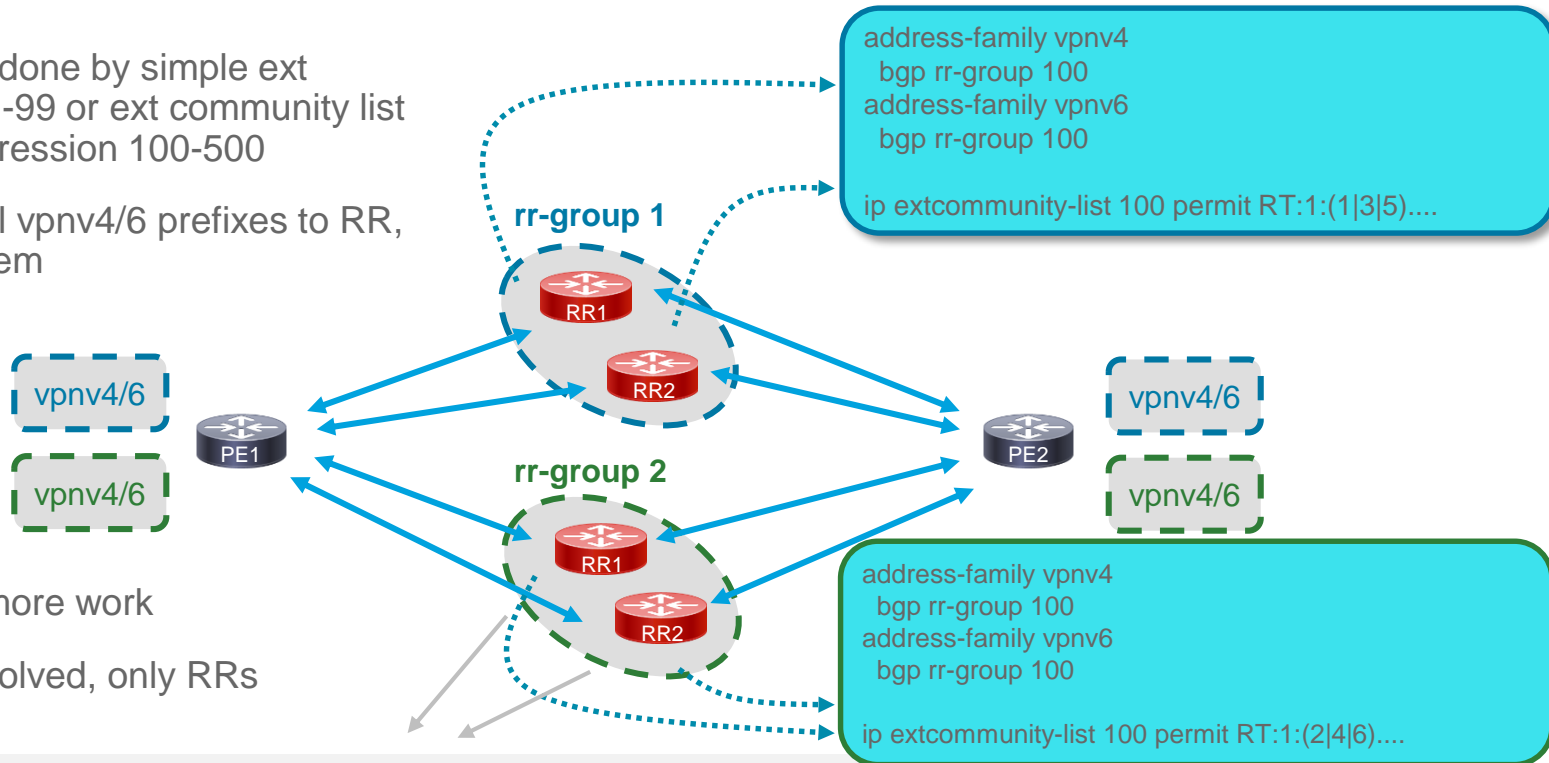 done by simple ext
-99 or ext community list
ression 100-500
l vpnv4/6 prefixes to RR,
em
address-family vpnv4
bgp rr-group 100
address-family vpnv6
bgp rr-group 100
ip extcommunity-list 100 permit RT:1:(1|3|5)....
rr-group 1
RR1
RR2
vpnv4/6
vpnv4/6
PE1
PE2
vpnv4/6
vpnv4/6
rr-group 2
RR1
RR2
more work
olved, only RRs
address-family vpnv4
bgp rr-group 100
address-family vpnv6
bgp rr-group 100
ip extcommunity-list 100 permit RT:1:(2|4|6)....